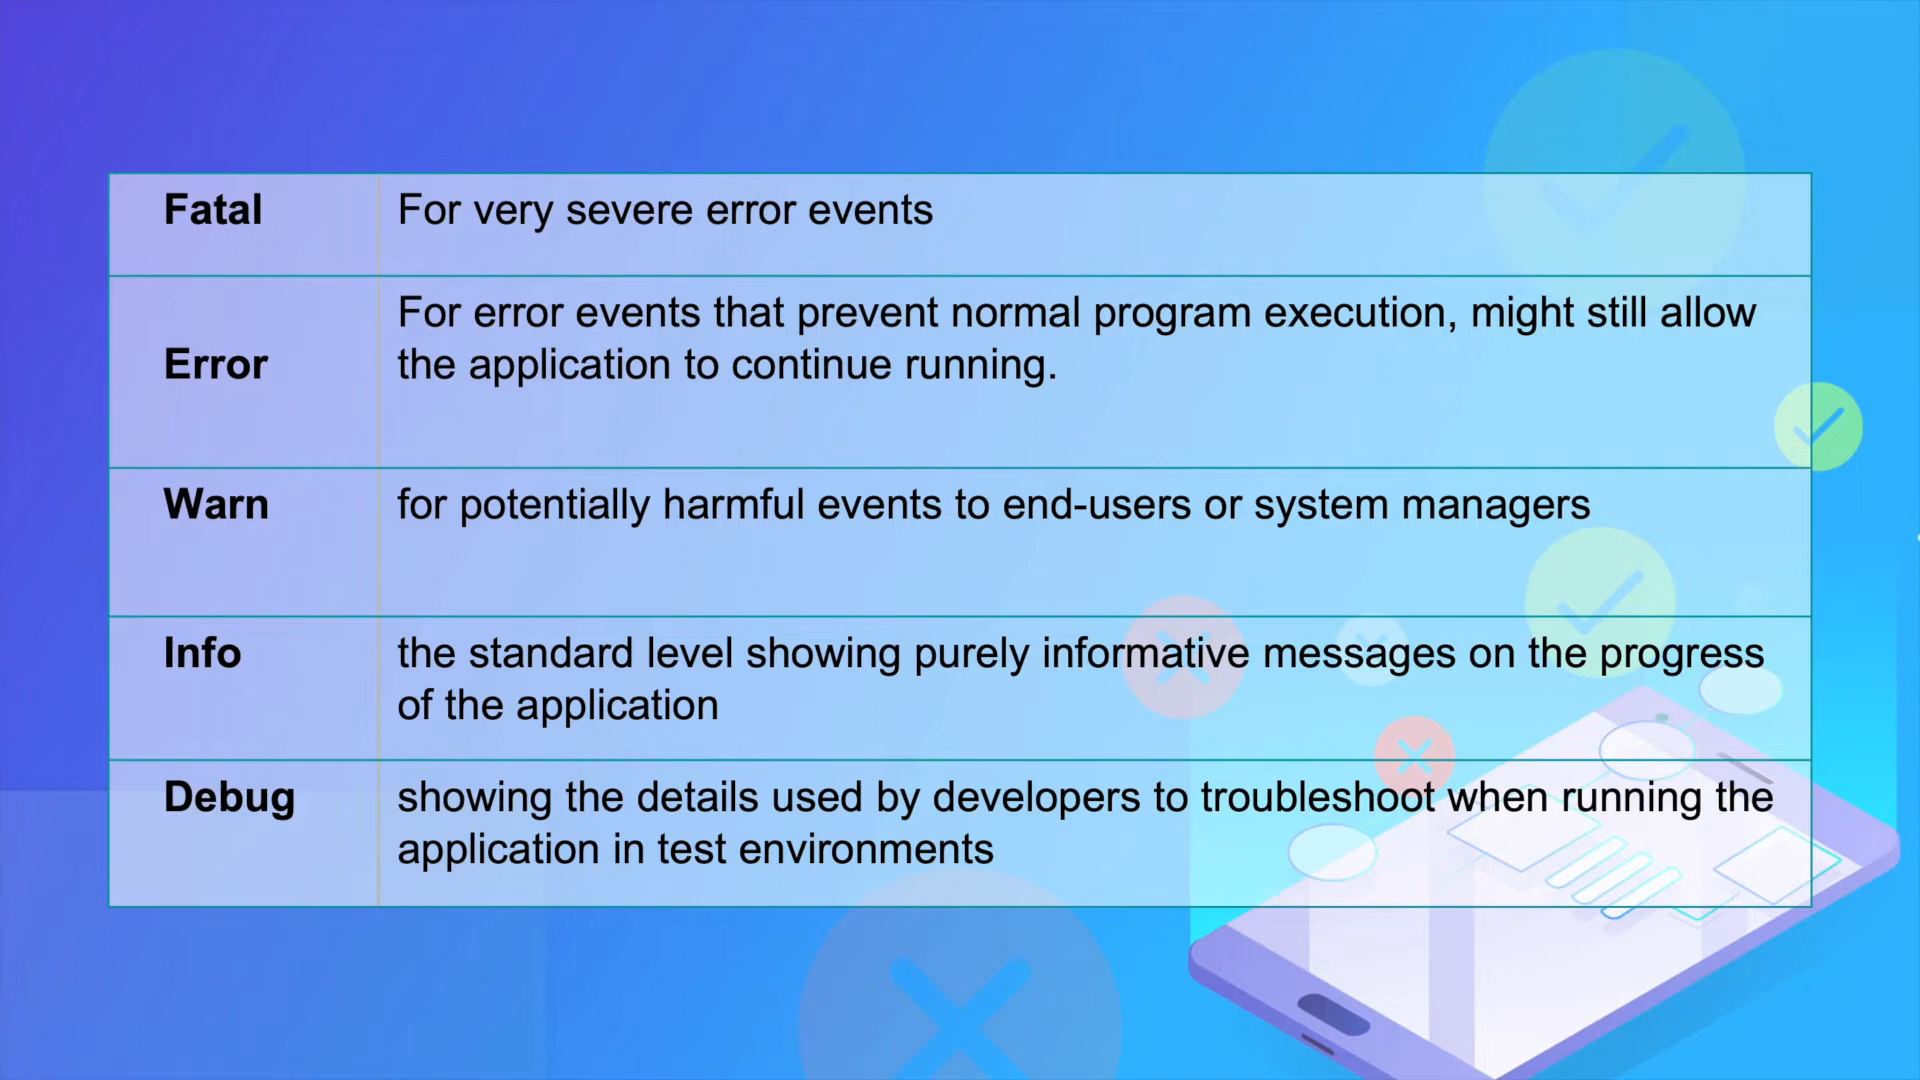 Fatal
For very severe error events
Error
For error events that prevent normal program execution, might still allow
the application to continue running.
Warn
for potentially harmful events to end-users or system managers
Info
the standard level showing purely informative messages on the progress
of the application
Debug
showing the details used by developers to troubleshoot when running the
application in test environments